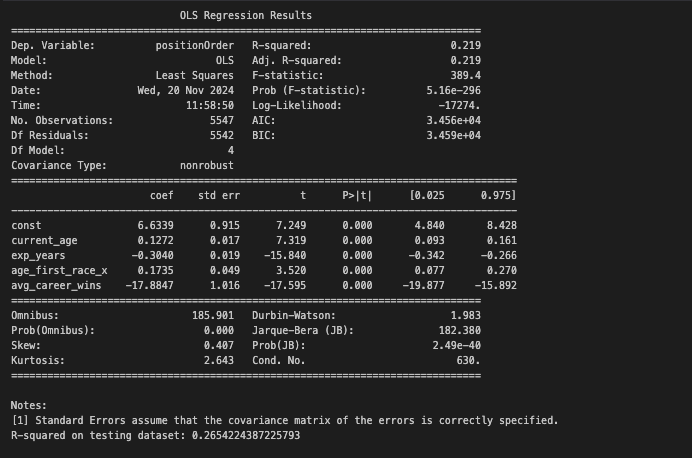 OLS Regression Results
==============================================================================
Dep. Variable: positionOrder R-squared: 0.219
Model: OLS Adj. R-squared: 0.219
Method: Least Squares F-statistic: 389.4
Date: Wed, 20 Nov 2024 Prob (F-statistic): 5.16e-296
Time: 11:58:50 Log-Likelihood: -17274.
No. Observations: 5547 AIC: 3.456e+04
Df Residuals: 5542 BIC: 3.459e+04
Df Model: 4
Covariance Type: nonrobust
====================================================================================
coef std err t P>|t| [0.025 0.975]
------------------------------------------------------------------------------------
const 6.6339 0.915 7.249 0.000 4.840 8.428
current_age 0.1272 0.017 7.319 0.000 0.093 0.161
exp_years -0.3040 0.019 -15.840 0.000 -0.342 -0.266
age_first_race_x 0.1735 0.049 3.520 0.000 0.077 0.270
avg_career_wins -17.8847 1.016 -17.595 0.000 -19.877 -15.892
==============================================================================
Omnibus: 185.901 Durbin-Watson: 1.983
Prob(Omnibus): 0.000 Jarque-Bera (JB): 182.380
Skew: 0.407 Prob(JB): 2.49e-40
Kurtosis: 2.643 Cond. No. 630.
==============================================================================
Notes:
[1] Standard Errors assume that the covariance matrix of the errors is correctly specified.
R-squared on testing dataset: 0.2654224387225793